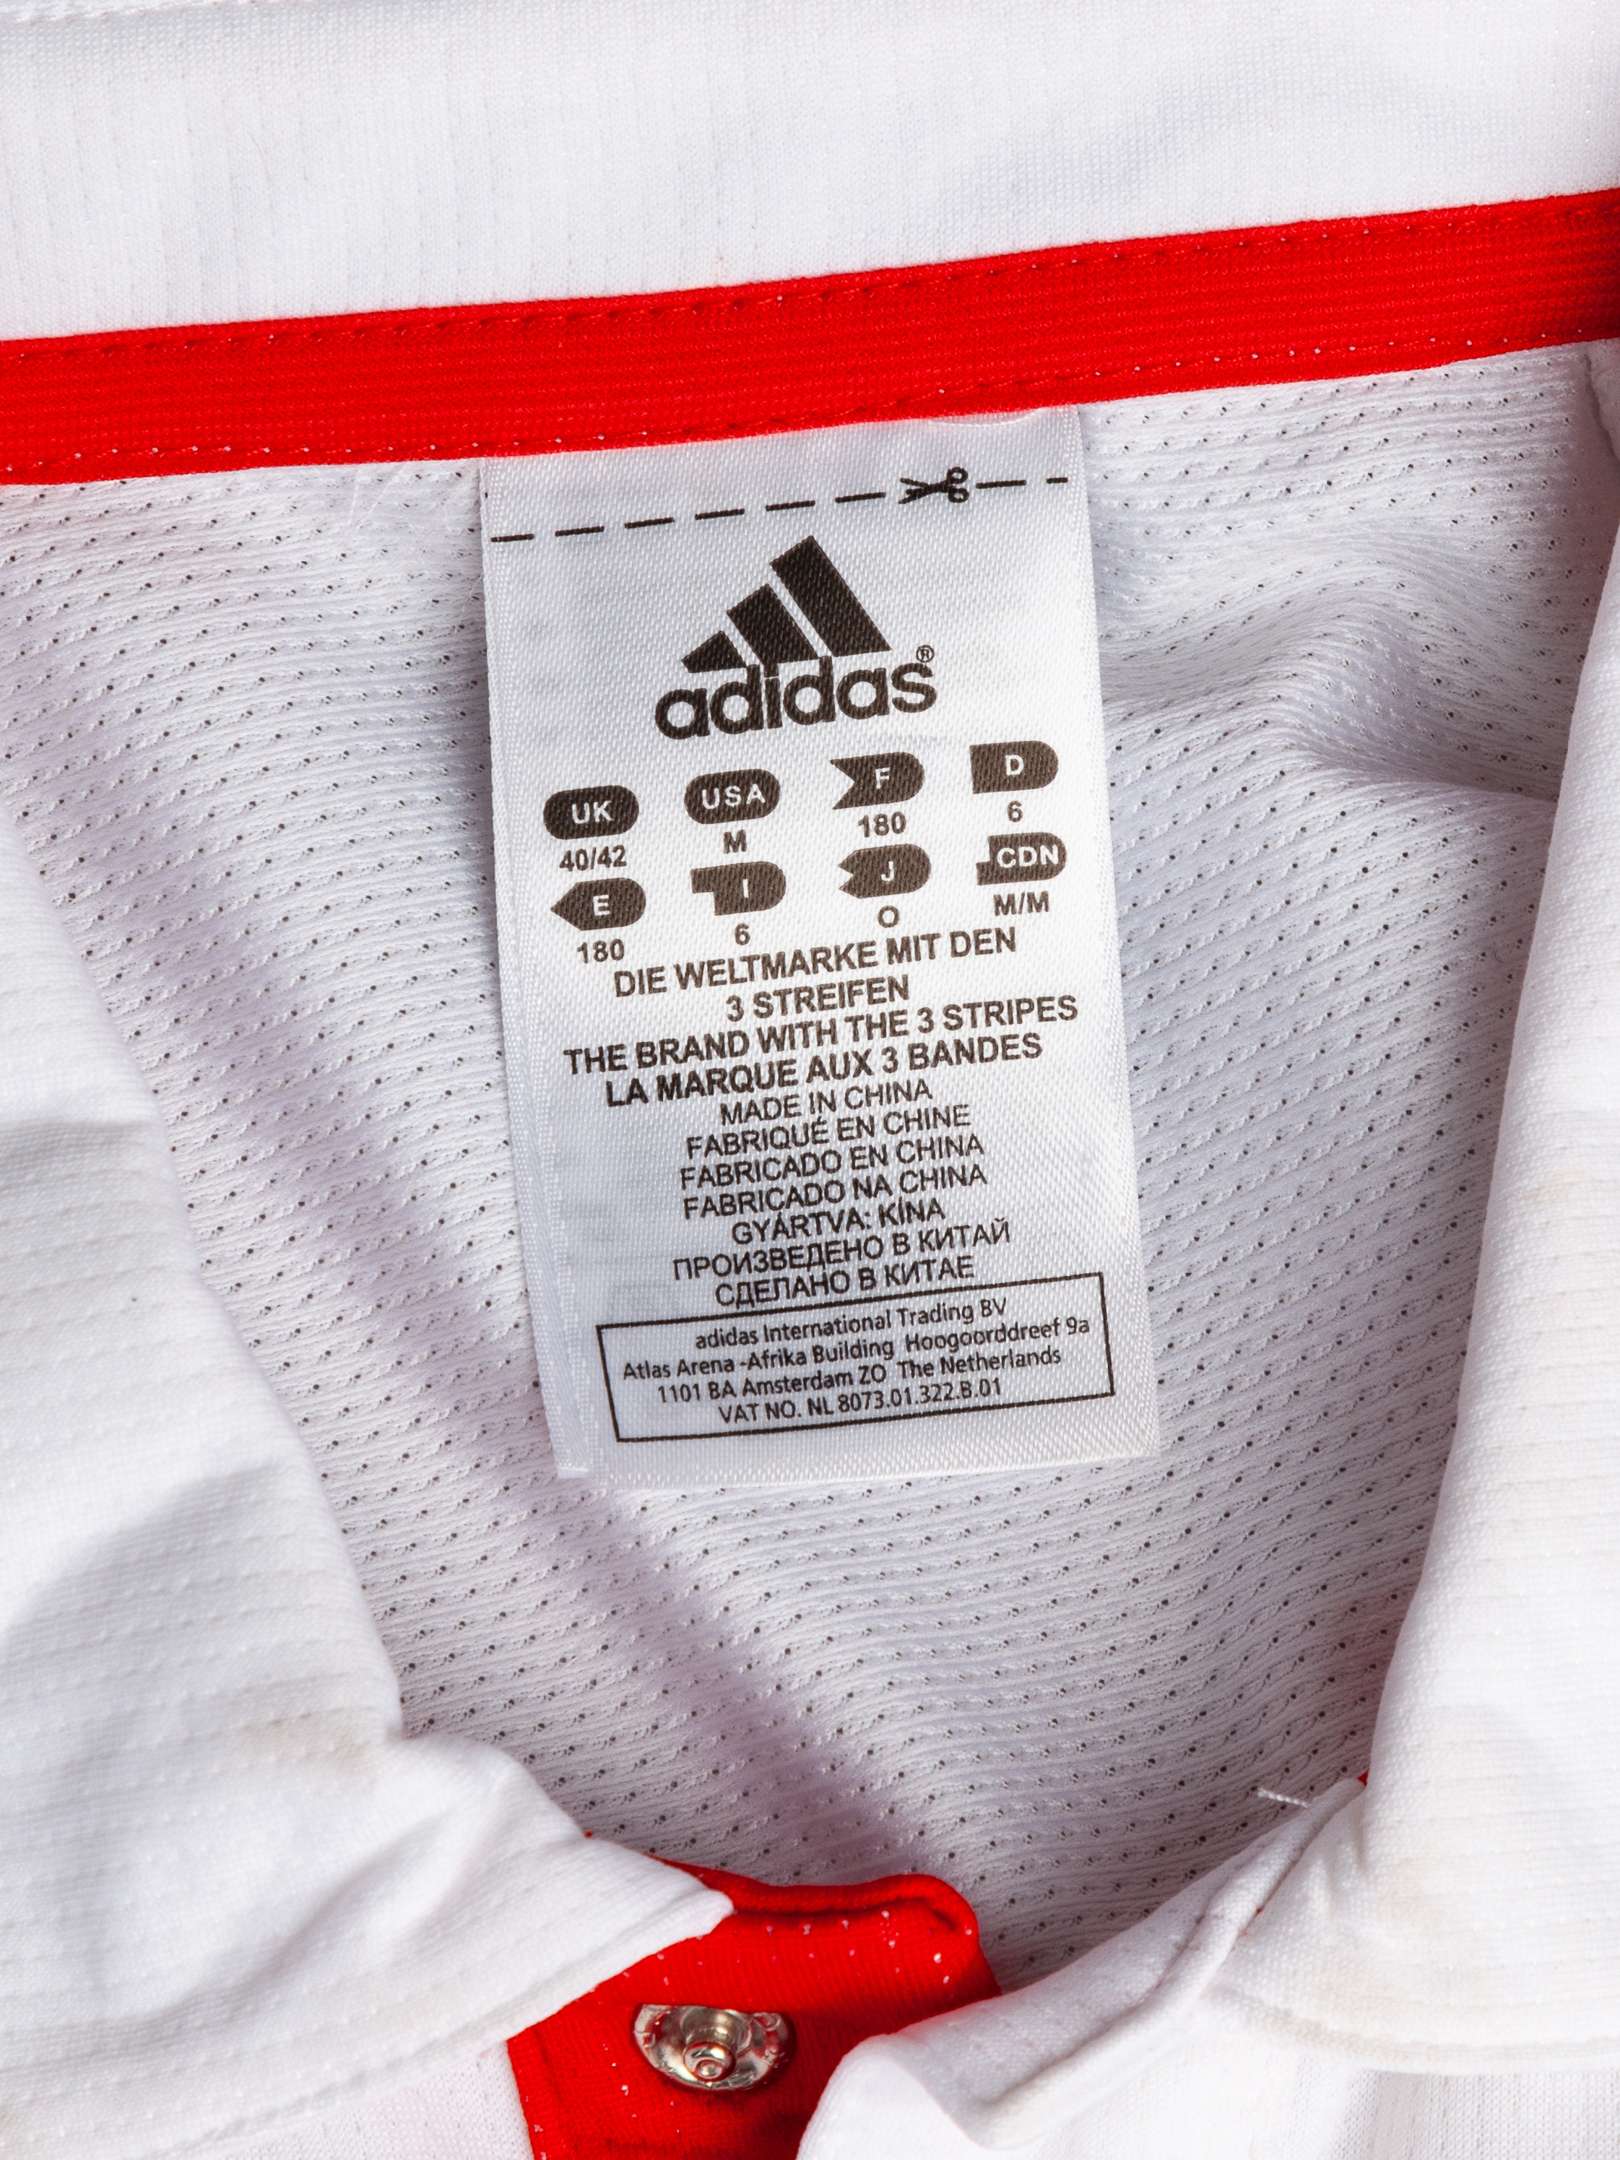 adidas®
UK USA F D
40/42 M 180 6
E I J CDN
180 6 O M/M
DIE WELTMARKE MIT DEN
3 STREIFEN
THE BRAND WITH THE 3 STRIPES
LA MARQUE AUX 3 BANDES
MADE IN CHINA
FABRIQUÉ EN CHINE
FABRICADO EN CHINA
FABRICADO NA CHINA
GYÁRTVA: KÍNA
ПРОИЗВЕДЕНО В КИТАЙ
СДЕЛАНО В КИТАЕ
adidas International Trading BV
Atlas Arena -Afrika Building Hoogoorddreef 9a
1101 BA Amsterdam ZO The Netherlands
VAT NO. NL 8073.01.322.B.01